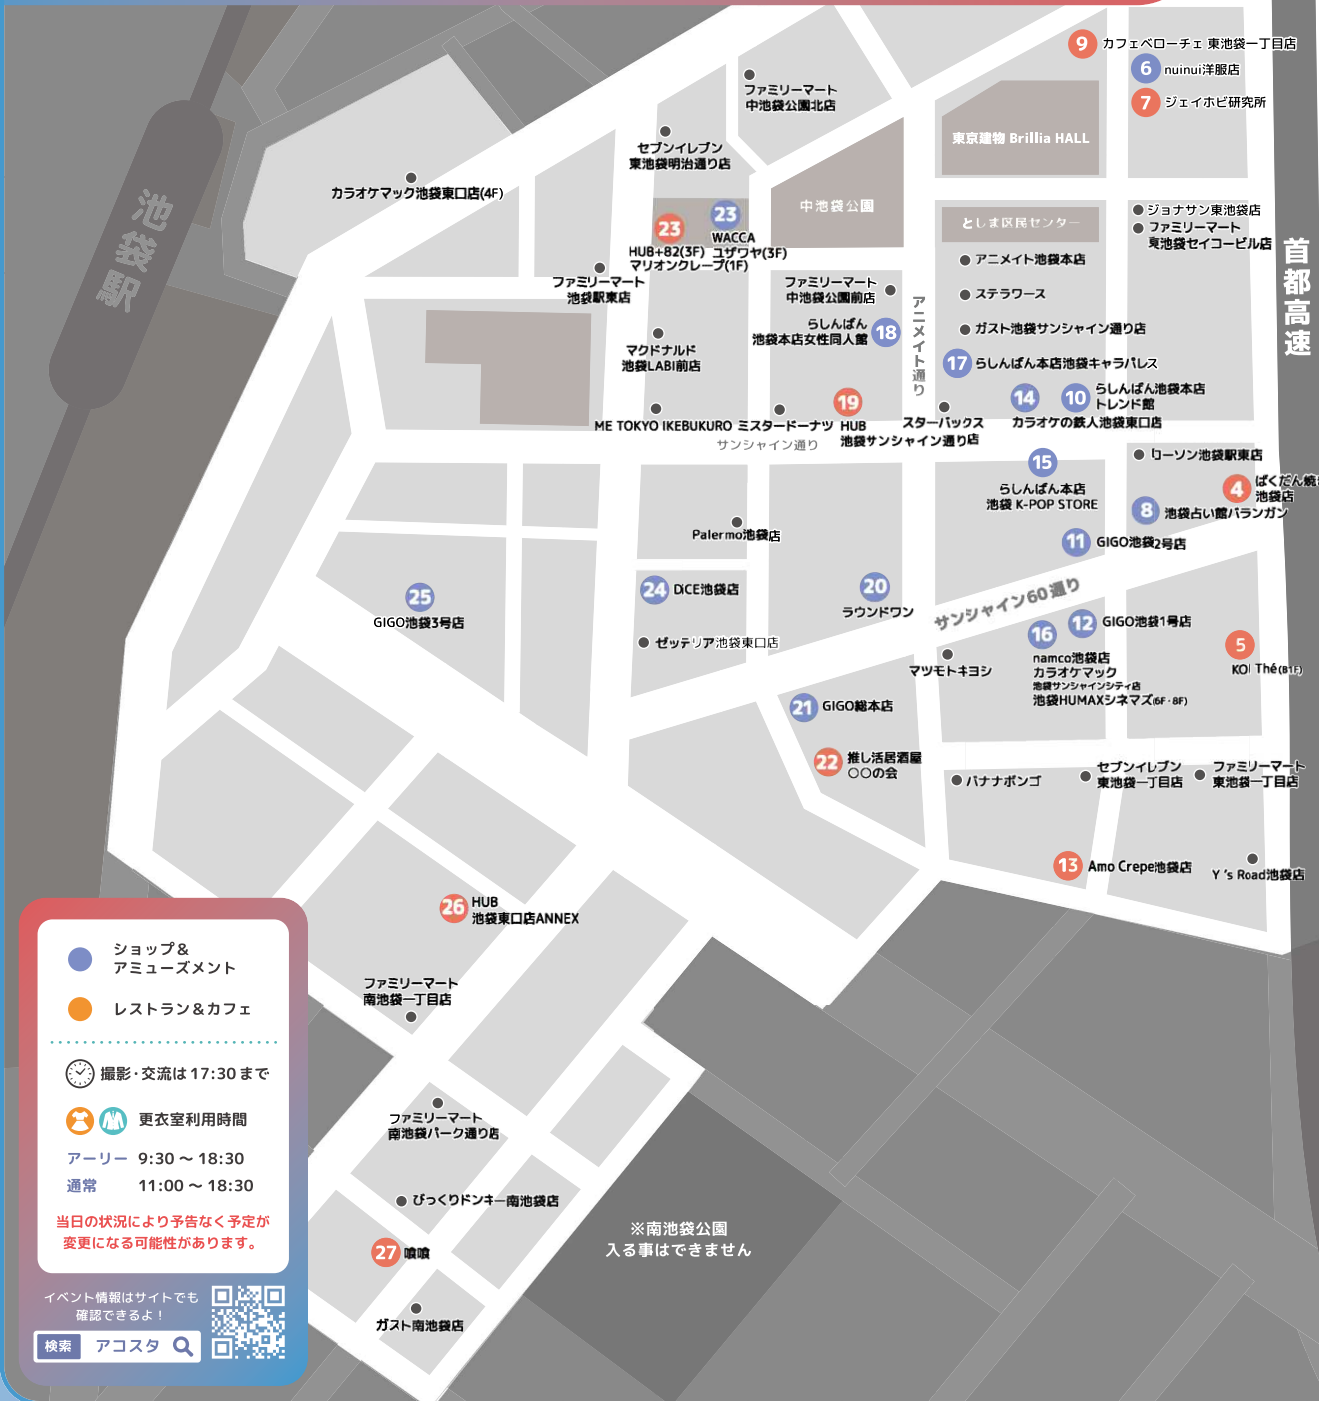 9 カフェベローチェ 東池袋一丁目店
6 nuinui洋服店
7 ジェイホビ研究所
ファミリーマート
中池袋公園北店
東京建物 Brillia HALL
セブンイレブン
東池袋明治通り店
カラオケマック池袋東口店(4F)
池袋駅
中池袋公園
23
23
WACCA
HUB+82(3F) ユザワヤ(3F)
マリオンクレープ(1F)
としま区民センター
ジョナサン東池袋店
ファミリーマート
東池袋セイコービル店
首都高速
アニメイト池袋本店
ファミリーマート
池袋駅東店
ファミリーマート
中池袋公園前店
ステラワース
アニメイト通り
らしんばん
池袋本店女性同人館
18
ガスト池袋サンシャイン通り店
マクドナルド
池袋LABI前店
17 らしんばん本店池袋キャラパレス
14
10 らしんばん池袋本店
トレンド館
カラオケの鉄人池袋東口店
19
ME TOKYO IKEBUKURO
ミスタードーナツ
HUB
池袋サンシャイン通り店
スターバックス
サンシャイン通り
ローソン池袋駅東店
15
らしんばん本店
池袋 K-POP STORE
4 ばくだん焼
池袋店
8 池袋占い館バランガン
Palermo池袋店
11 GIGO池袋2号店
25
GIGO池袋3号店
24 DiCE池袋店
20
ラウンドワン
サンシャイン60通り
16
12 GIGO池袋1号店
ゼッテリア池袋東口店
マツモトキヨシ
namco池袋店
カラオケマック
池袋サンシャインシティ店
池袋HUMAXシネマズ(6F・8F)
5
KOI Thé(B1F)
21 GIGO総本店
22 推し活居酒屋
○○の会
バナナボンゴ
セブンイレブン
東池袋一丁目店
ファミリーマート
東池袋一丁目店
13 Amo Crepe池袋店
Y's Road池袋店
26 HUB
池袋東口店ANNEX
ファミリーマート
南池袋一丁目店
ファミリーマート
南池袋パーク通り店
びっくりドンキー南池袋店
27 喰喰
ガスト南池袋店
※南池袋公園
入る事はできません
ショップ&
アミューズメント
レストラン&カフェ
撮影・交流は17:30まで
更衣室利用時間
アーリー 9:30 ～ 18:30
通常 11:00 ～ 18:30
当日の状況により予告なく予定が
変更になる可能性があります。
イベント情報はサイトでも
確認できるよ！
検索 アコスタ